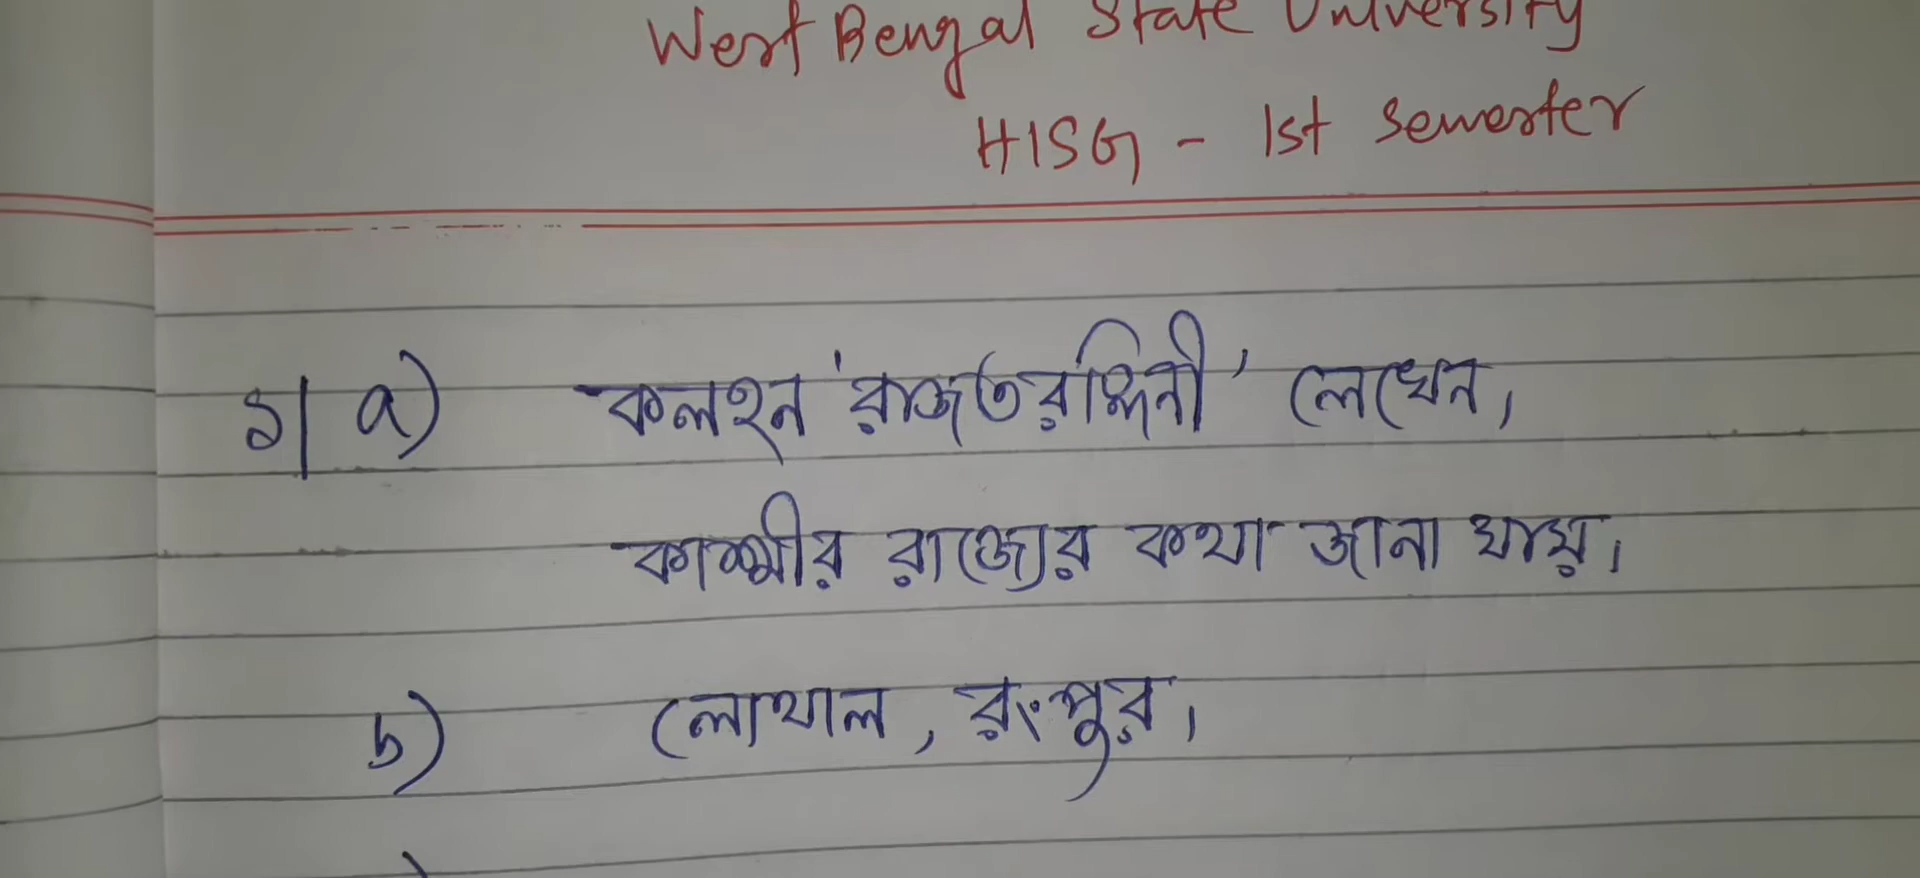 West Bengal State University
HISG - 1st Semester
১| a) কলহন 'রাজতরঙ্গিনী' লেখেন,
কাশ্মীর রাজ্যের কথা জানা যায়।
b) লোথাল, রংপুর।